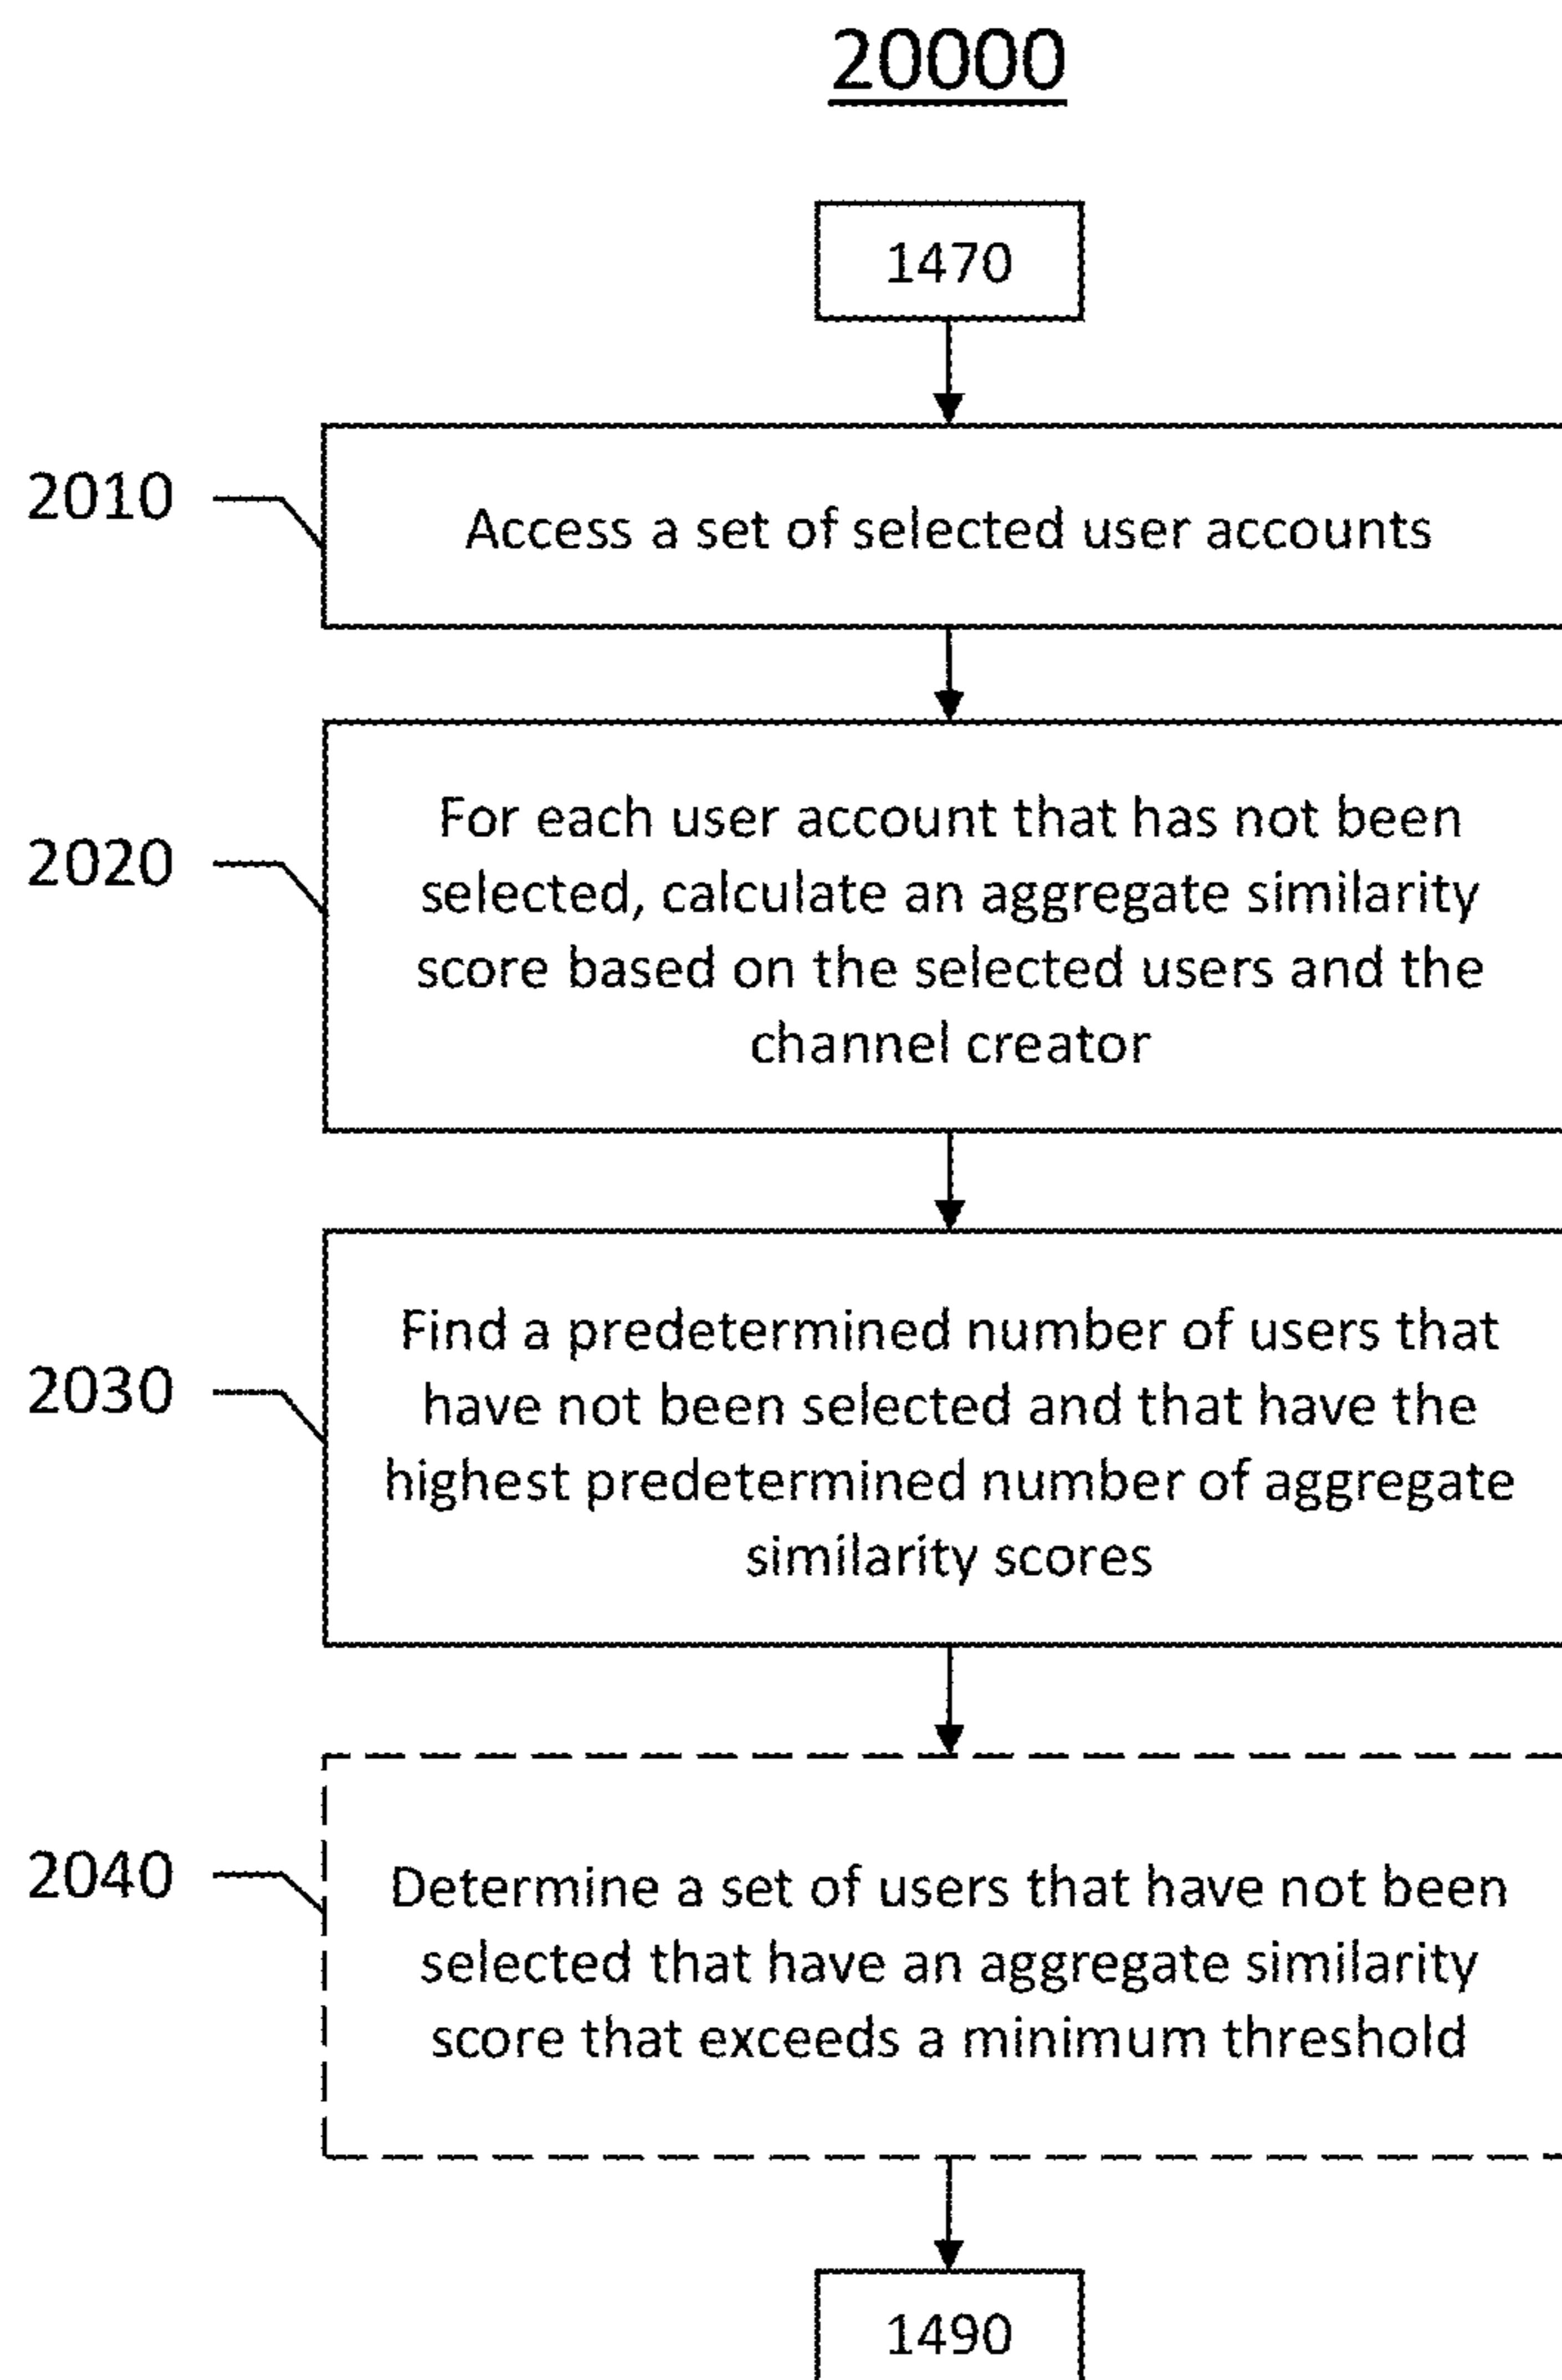 20000
1470
2010
Access a set of selected user accounts
2020
For each user account that has not been
selected, calculate an aggregate similarity
score based on the selected users and the
channel creator
2030
Find a predetermined number of users that
have not been selected and that have the
highest predetermined number of aggregate
similarity scores
2040
Determine a set of users that have not been
selected that have an aggregate similarity
score that exceeds a minimum threshold
1490